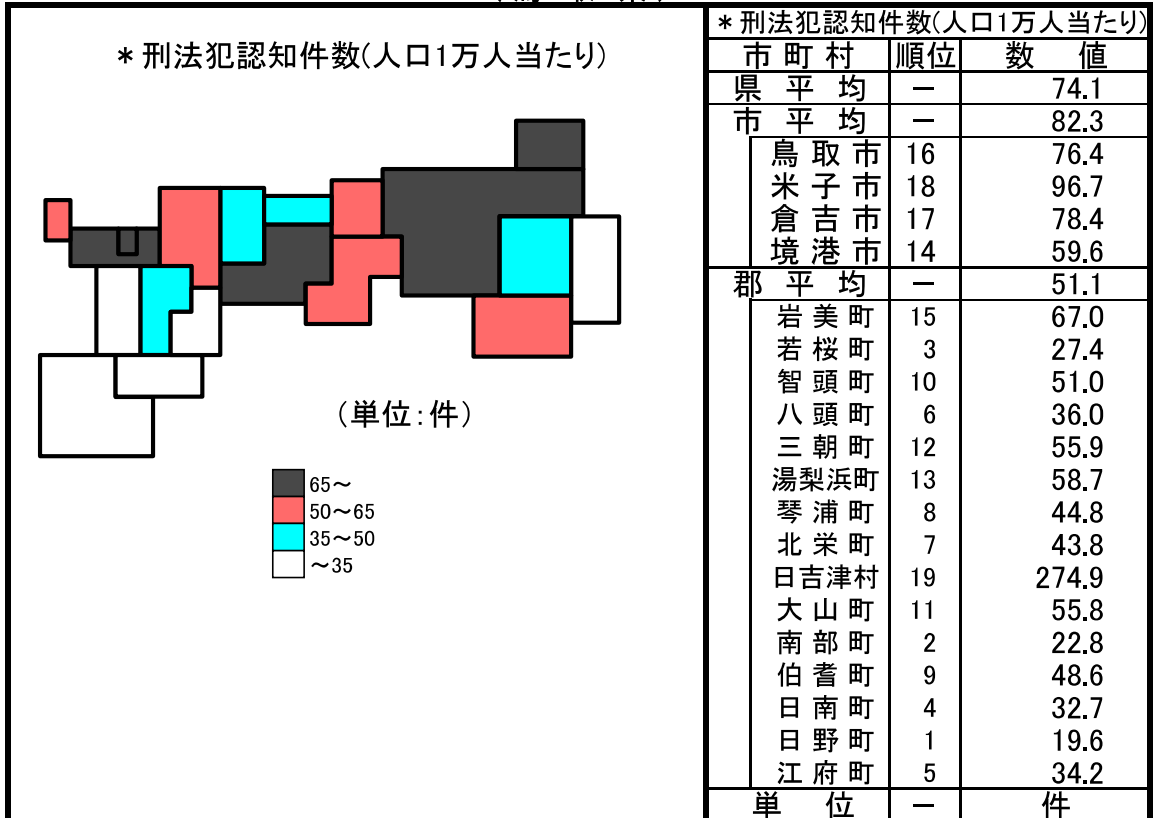 *刑法犯認知件数(人口1万人当たり)
(単位:件)
65~
50~65
35~50
~35
*刑法犯認知件数(人口1万人当たり)
市町村 順位 数値
県平均 － 74.1
市平均 － 82.3
鳥取市 16 76.4
米子市 18 96.7
倉吉市 17 78.4
境港市 14 59.6
郡平均 － 51.1
岩美町 15 67.0
若桜町 3 27.4
智頭町 10 51.0
八頭町 6 36.0
三朝町 12 55.9
湯梨浜町 13 58.7
琴浦町 8 44.8
北栄町 7 43.8
日吉津村 19 274.9
大山町 11 55.8
南部町 2 22.8
伯耆町 9 48.6
日南町 4 32.7
日野町 1 19.6
江府町 5 34.2
単位 － 件